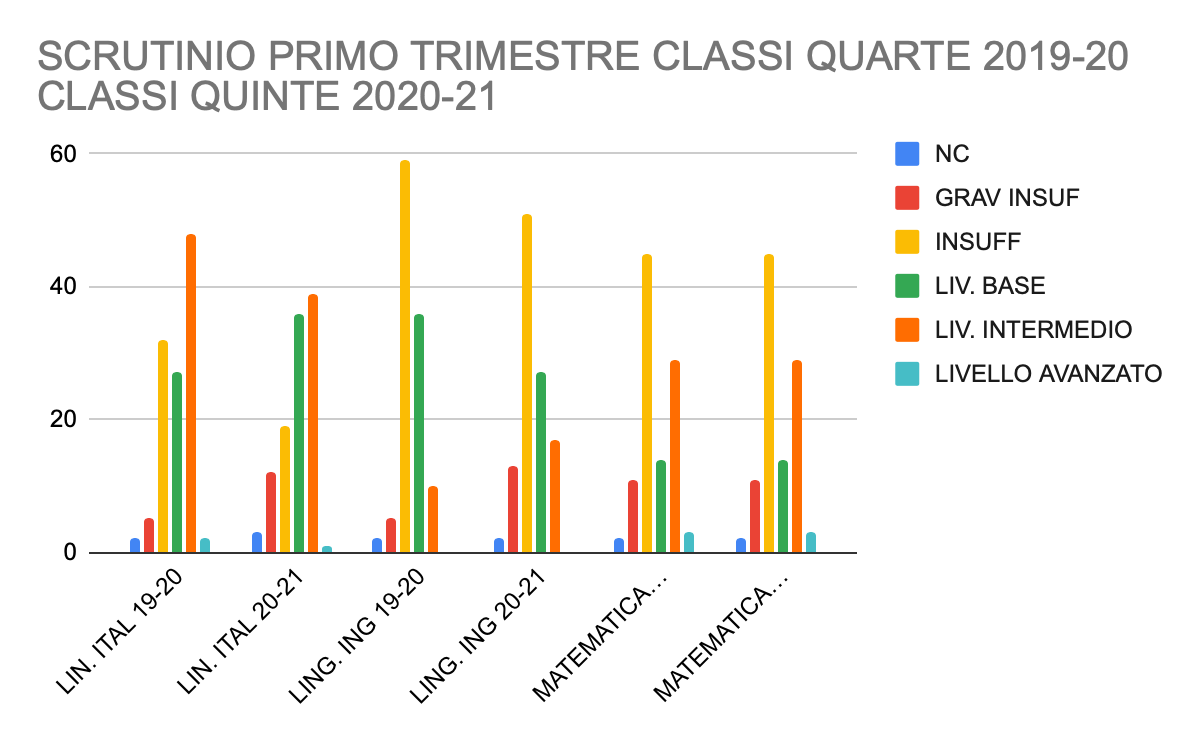 SCRUTINIO PRIMO TRIMESTRE CLASSI QUARTE 2019-20
CLASSI QUINTE 2020-21
60
40
20
0
NC
GRAV INSUF
INSUFF
LIV. BASE
LIV. INTERMEDIO
LIVELLO AVANZATO
LIN. ITAL 19-20
LIN. ITAL 20-21
LING. ING 19-20
LING. ING 20-21
MATEMATICA…
MATEMATICA…